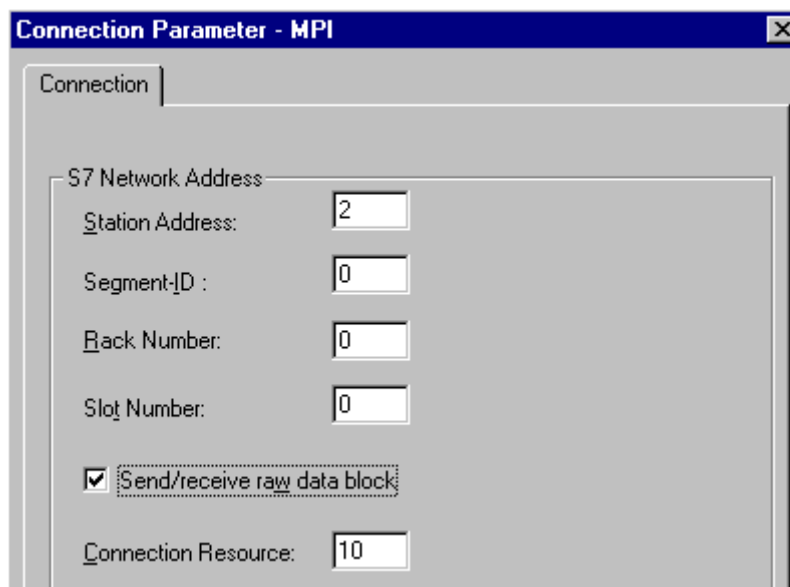 Connection Parameter - MPI
Connection
S7 Network Address
Station Address: 2
Segment-ID : 0
Rack Number: 0
Slot Number: 0
Send/receive raw data block
Connection Resource: 10